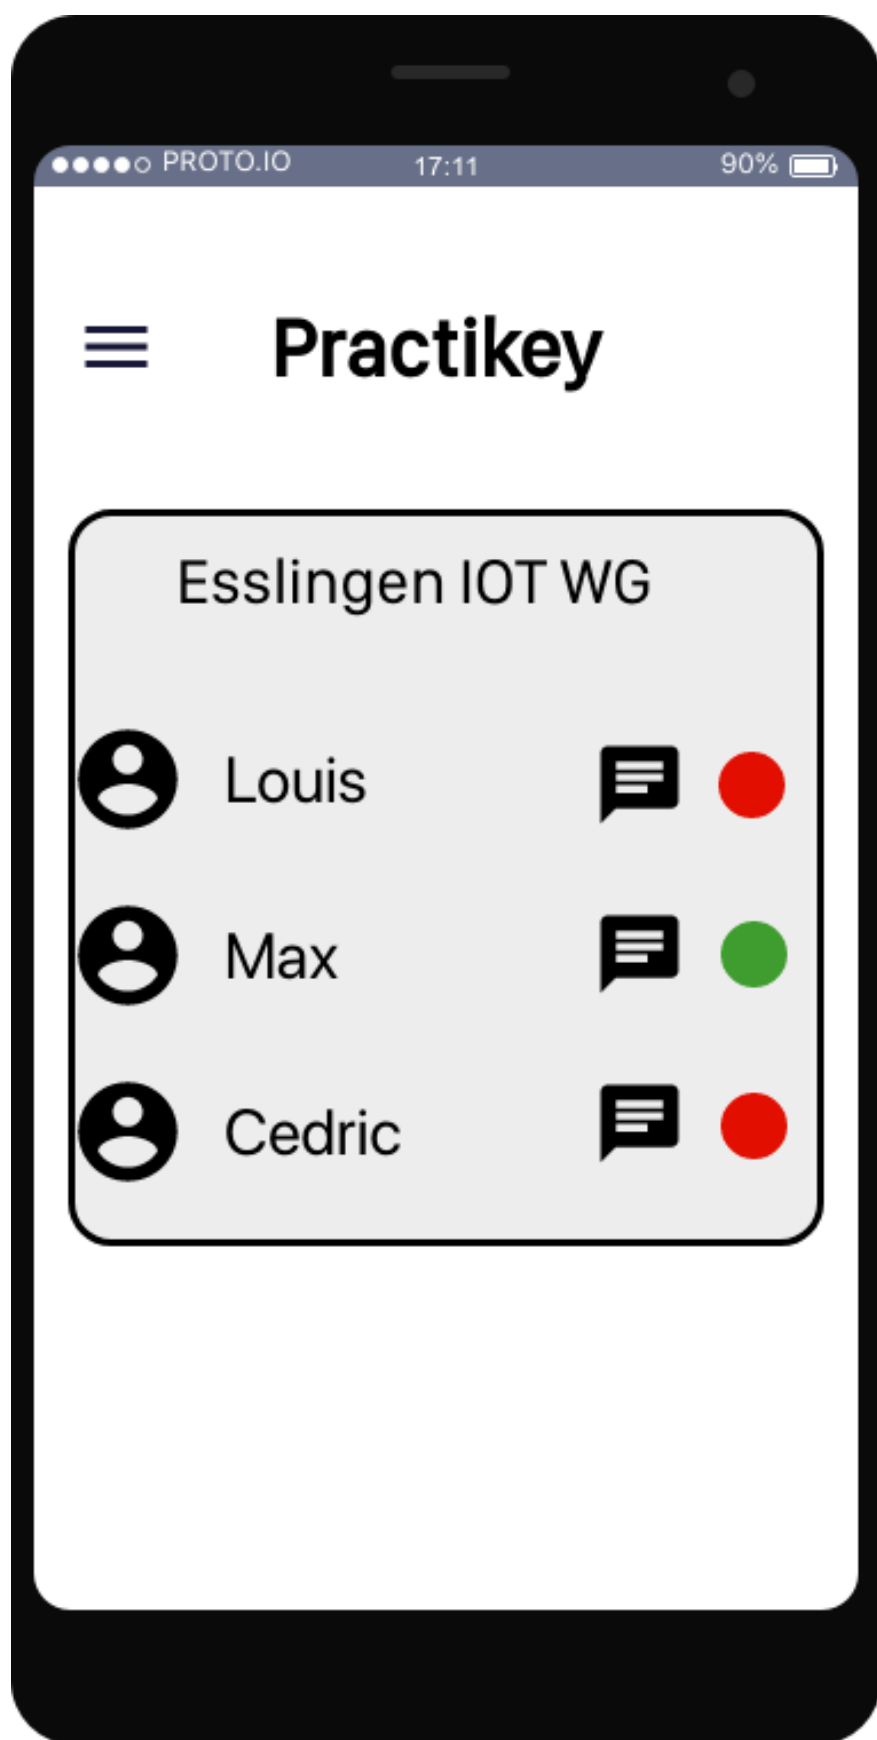 PROTO.IO 17:11 90%
Practikey
Esslingen IOT WG
Louis
Max
Cedric